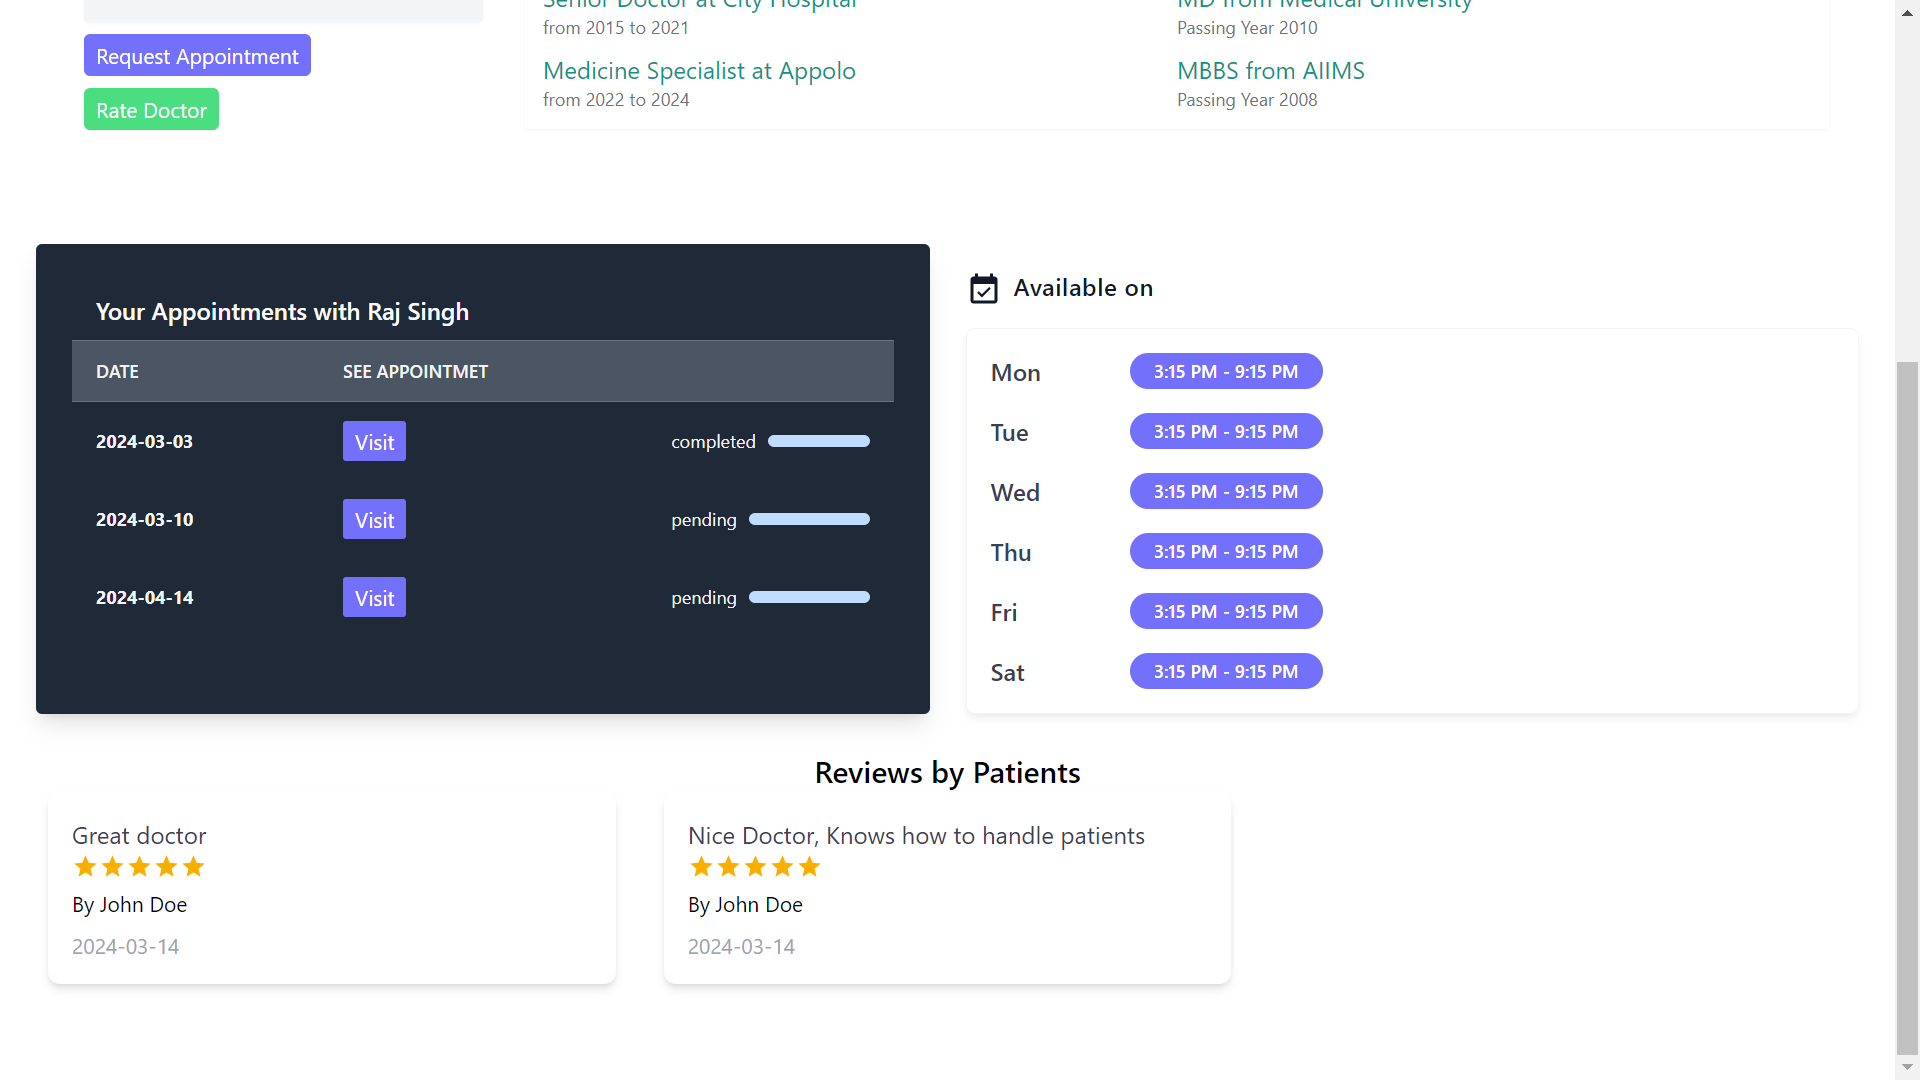 Senior Doctor at City Hospital
from 2015 to 2021
Medicine Specialist at Appolo
from 2022 to 2024
MD from Medical University
Passing Year 2010
MBBS from AIIMS
Passing Year 2008
Request Appointment
Rate Doctor
Your Appointments with Raj Singh
DATE SEE APPOINTMET
2024-03-03 Visit completed
2024-03-10 Visit pending
2024-04-14 Visit pending
Available on
Mon 3:15 PM - 9:15 PM
Tue 3:15 PM - 9:15 PM
Wed 3:15 PM - 9:15 PM
Thu 3:15 PM - 9:15 PM
Fri 3:15 PM - 9:15 PM
Sat 3:15 PM - 9:15 PM
Reviews by Patients
Great doctor
By John Doe
2024-03-14
Nice Doctor, Knows how to handle patients
By John Doe
2024-03-14